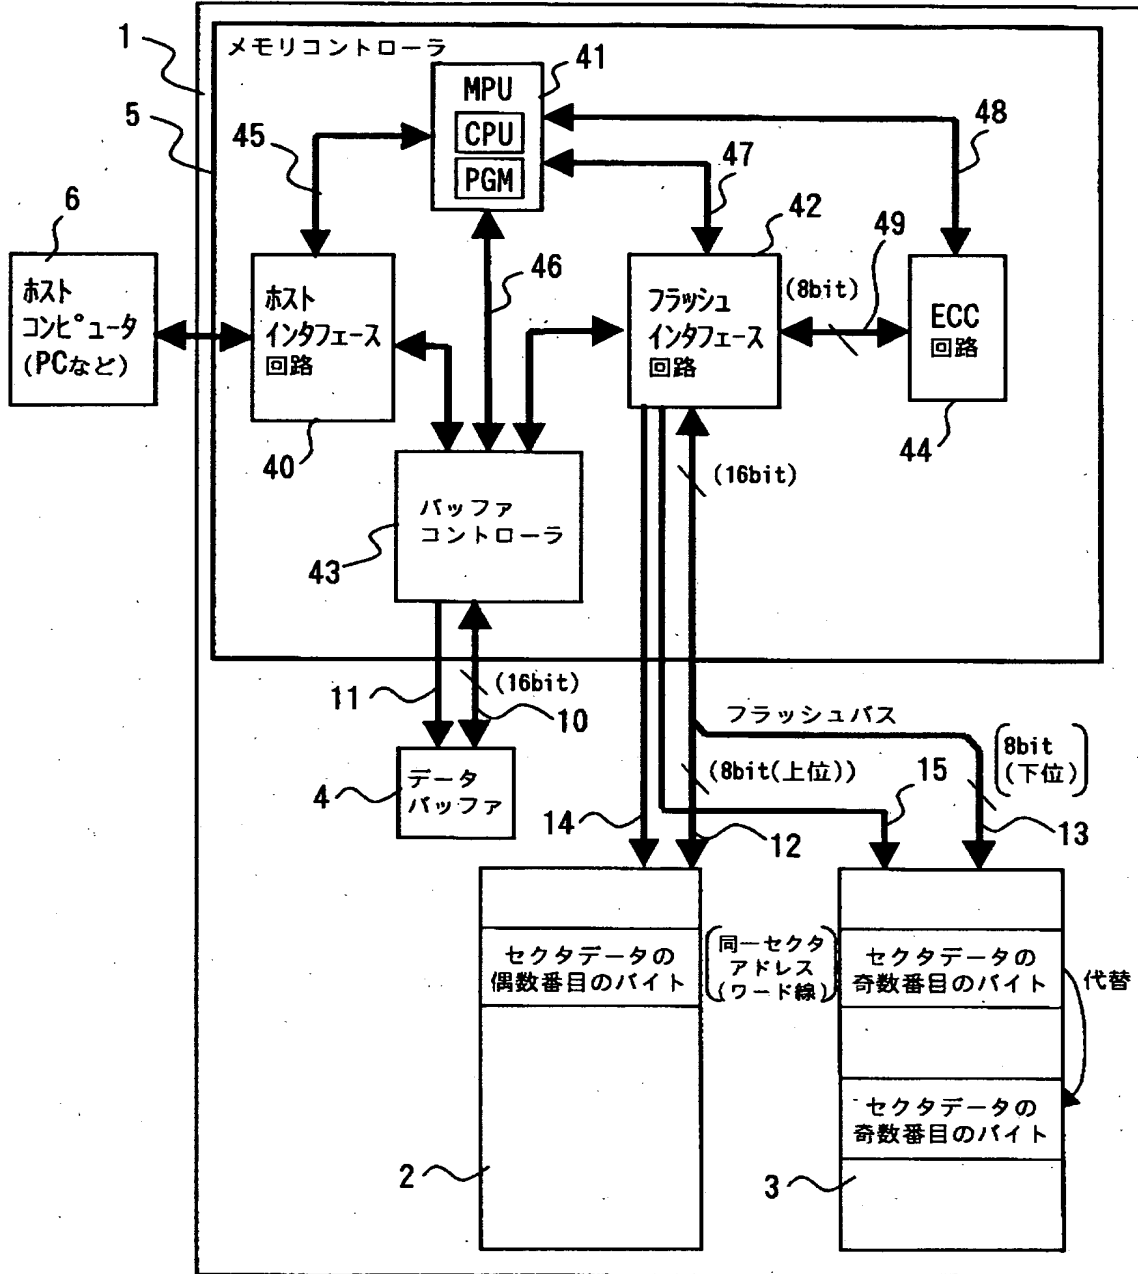 1
メモリコントローラ
41
MPU
CPU
PGM
5
45
48
47
6
42
49
46
ホスト
コンピュータ
(PCなど)
ホスト
インタフェース
回路
フラッシュ
インタフェース
回路
(8bit)
ECC
回路
40
44
(16bit)
バッファ
コントローラ
43
11
(16bit)
10
フラッシュバス
8bit
(下位)
(8bit(上位))
15
データ
バッファ
4
14
12
13
セクタデータの
偶数番目のバイト
同一セクタ
アドレス
(ワード線)
セクタデータの
奇数番目のバイト
代替
セクタデータの
奇数番目のバイト
2
3